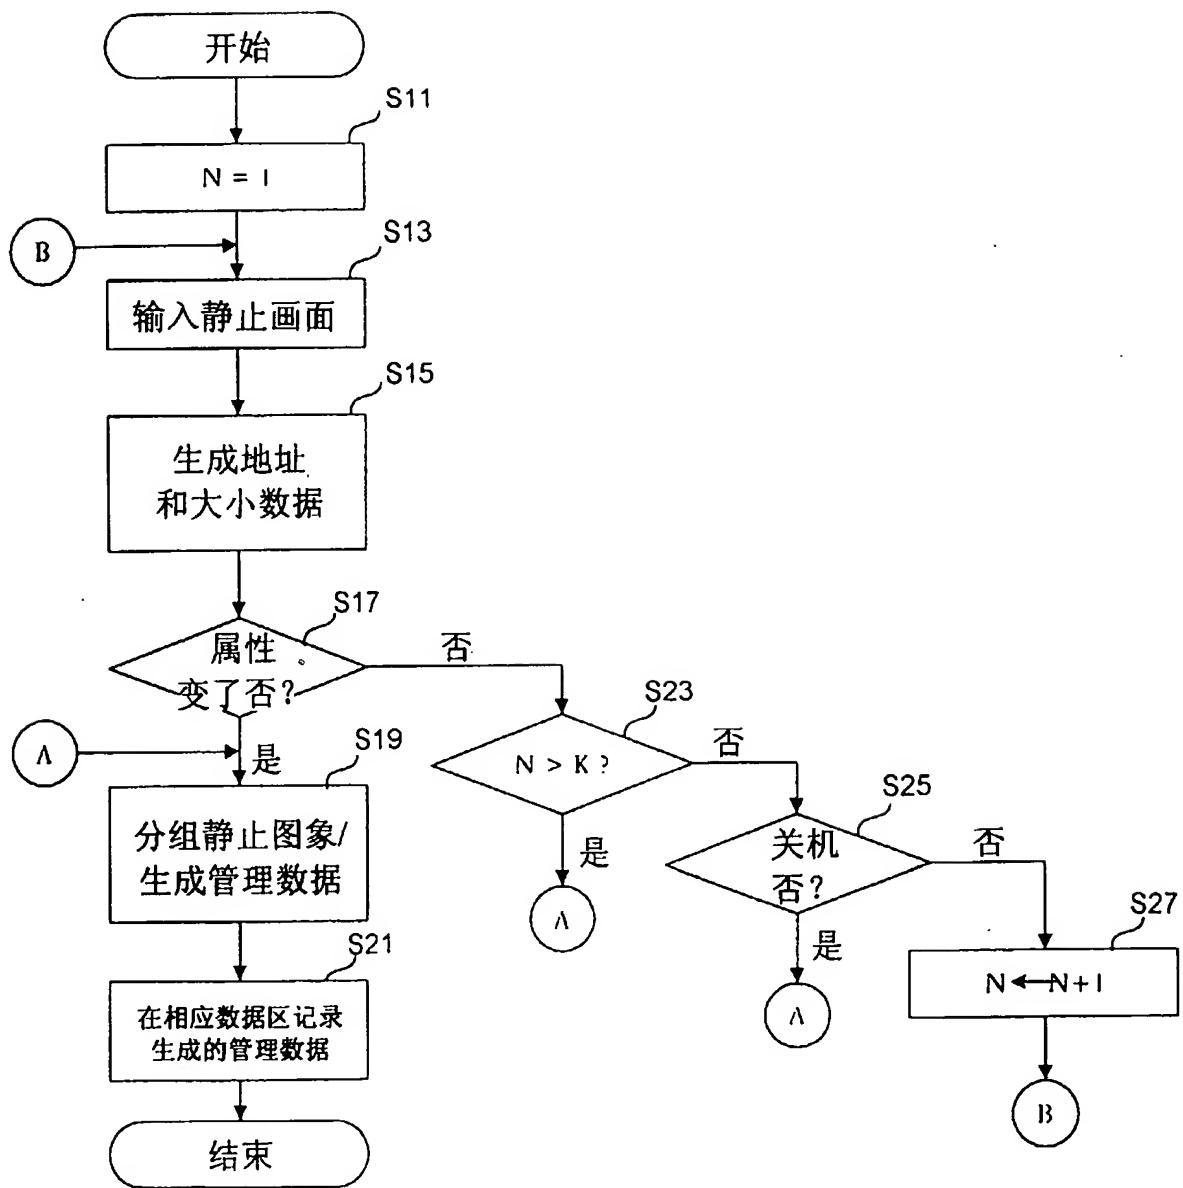 开始
S11
N = 1
B
S13
输入静止画面
S15
生成地址
和大小数据
S17
属性
变了否?
否
S23
N > K ?
否
A
是
S19
分组静止图象/
生成管理数据
是
A
S25
关机
否?
否
是
A
S27
N←N+1
B
S21
在相应数据区记录
生成的管理数据
结束